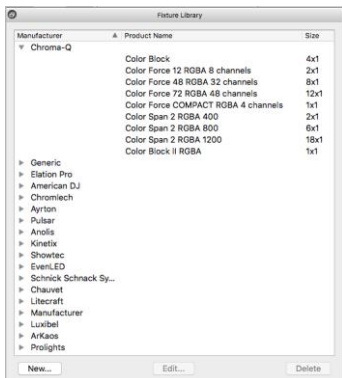 Fixture Library
Manufacturer Product Name Size
Chroma-Q
Color Block 4x1
Color Force 12 RGBA 8 channels 2x1
Color Force 48 RGBA 32 channels 8x1
Color Force 72 RGBA 48 channels 12x1
Color Force COMPACT RGBA 4 channels 1x1
Color Span 2 RGBA 400 2x1
Color Span 2 RGBA 800 6x1
Color Span 2 RGBA 1200 18x1
Color Block II RGBA 1x1
Generic
Elation Pro
American DJ
Chromlech
Ayrton
Pulsar
Anolis
Kinetix
Showtec
EvenLED
Schnick Schnack Sy...
Chauvet
Litecraft
Manufacturer
Luxibel
ArKaos
Prolights
New... Edit... Delete